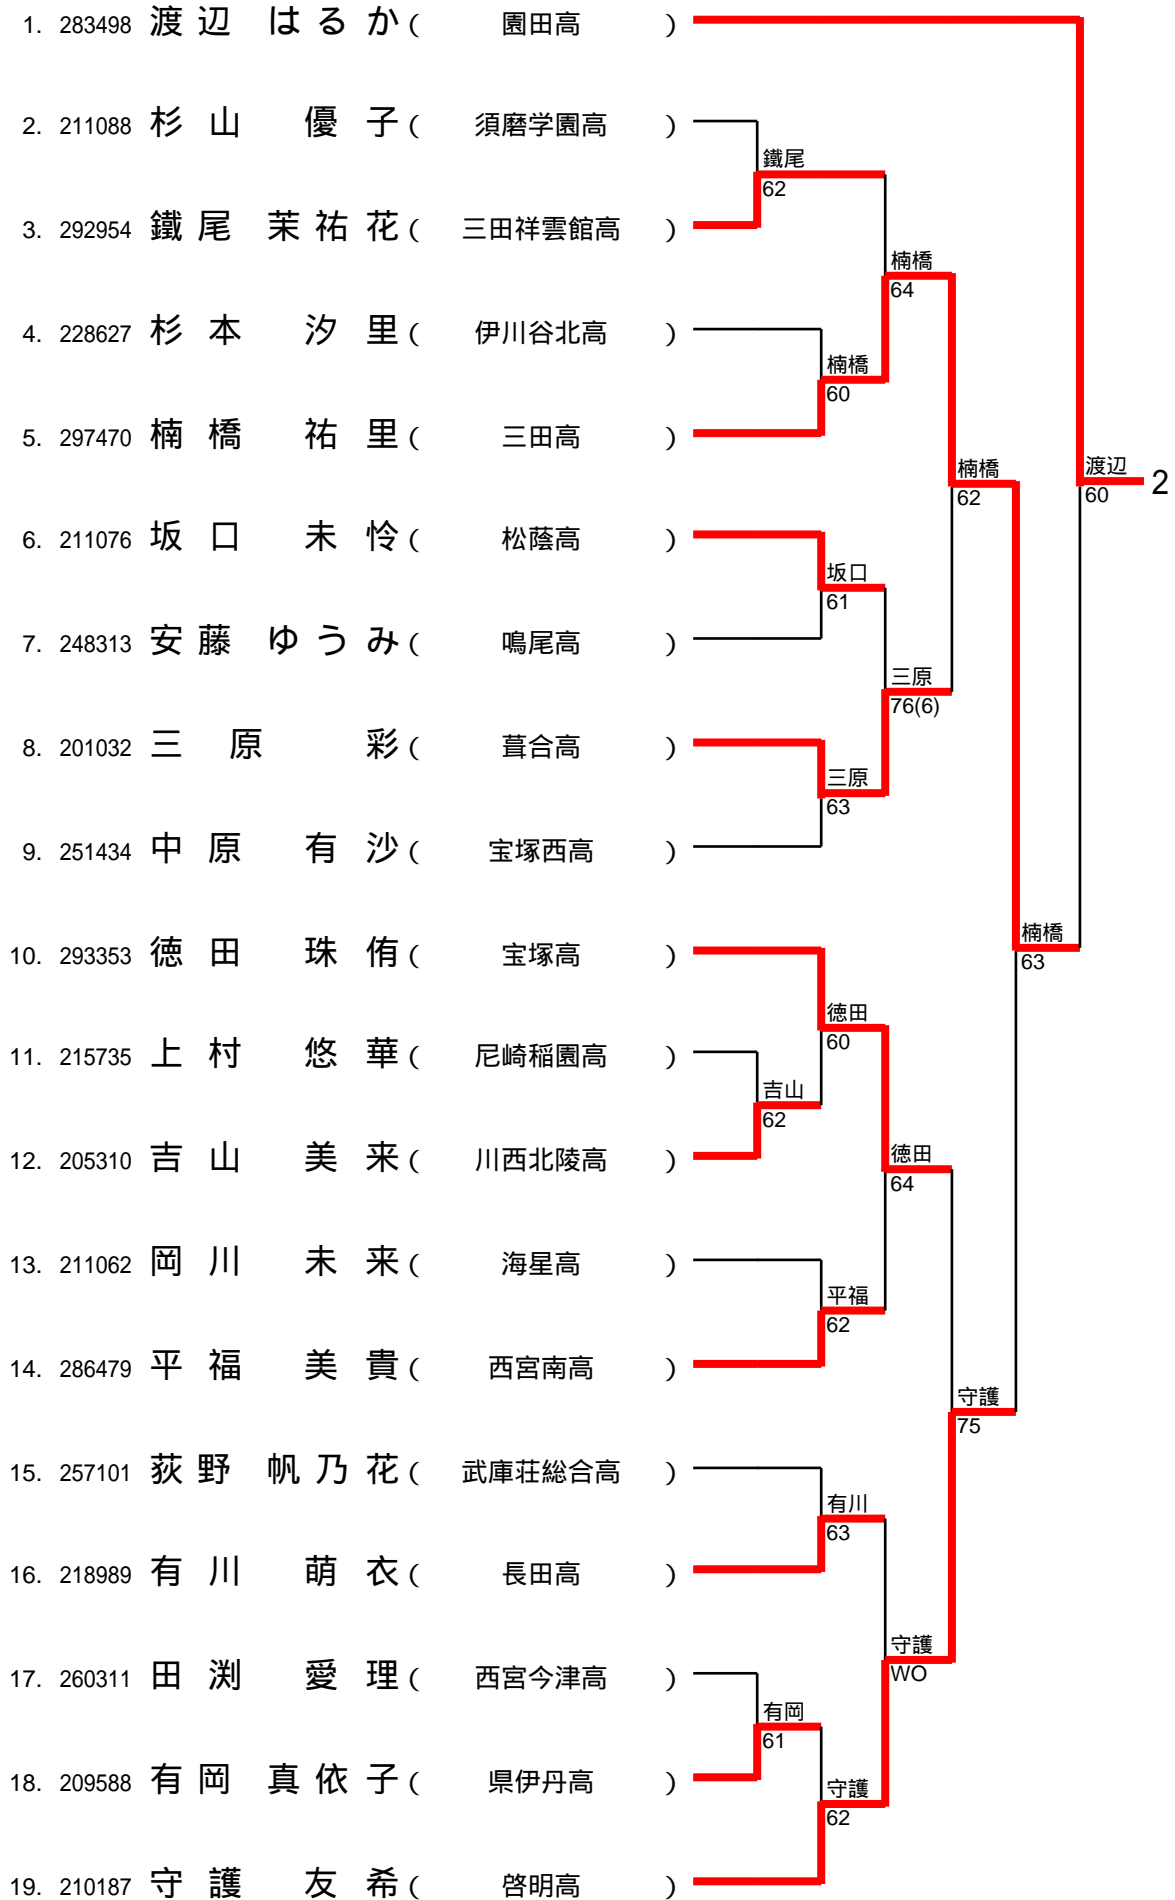 1. 283498 渡辺 はるか ( 園田高 )
2. 211088 杉山 優子 ( 須磨学園高 )
鐵尾
62
3. 292954 鐵尾 茉祐花 ( 三田祥雲館高 )
楠橋
64
4. 228627 杉本 汐里 ( 伊川谷北高 )
楠橋
60
5. 297470 楠橋 祐里 ( 三田高 )
楠橋
62
渡辺
60
2
6. 211076 坂口 未怜 ( 松蔭高 )
坂口
61
7. 248313 安藤 ゆうみ ( 鳴尾高 )
三原
76(6)
8. 201032 三原 彩 ( 葺合高 )
三原
63
9. 251434 中原 有沙 ( 宝塚西高 )
楠橋
63
10. 293353 徳田 珠侑 ( 宝塚高 )
徳田
60
11. 215735 上村 悠華 ( 尼崎稲園高 )
吉山
62
12. 205310 吉山 美来 ( 川西北陵高 )
徳田
64
13. 211062 岡川 未来 ( 海星高 )
平福
62
14. 286479 平福 美貴 ( 西宮南高 )
守護
75
15. 257101 荻野 帆乃花 ( 武庫荘総合高 )
有川
63
16. 218989 有川 萌衣 ( 長田高 )
守護
WO
17. 260311 田渕 愛理 ( 西宮今津高 )
有岡
61
18. 209588 有岡 真依子 ( 県伊丹高 )
守護
62
19. 210187 守護 友希 ( 啓明高 )